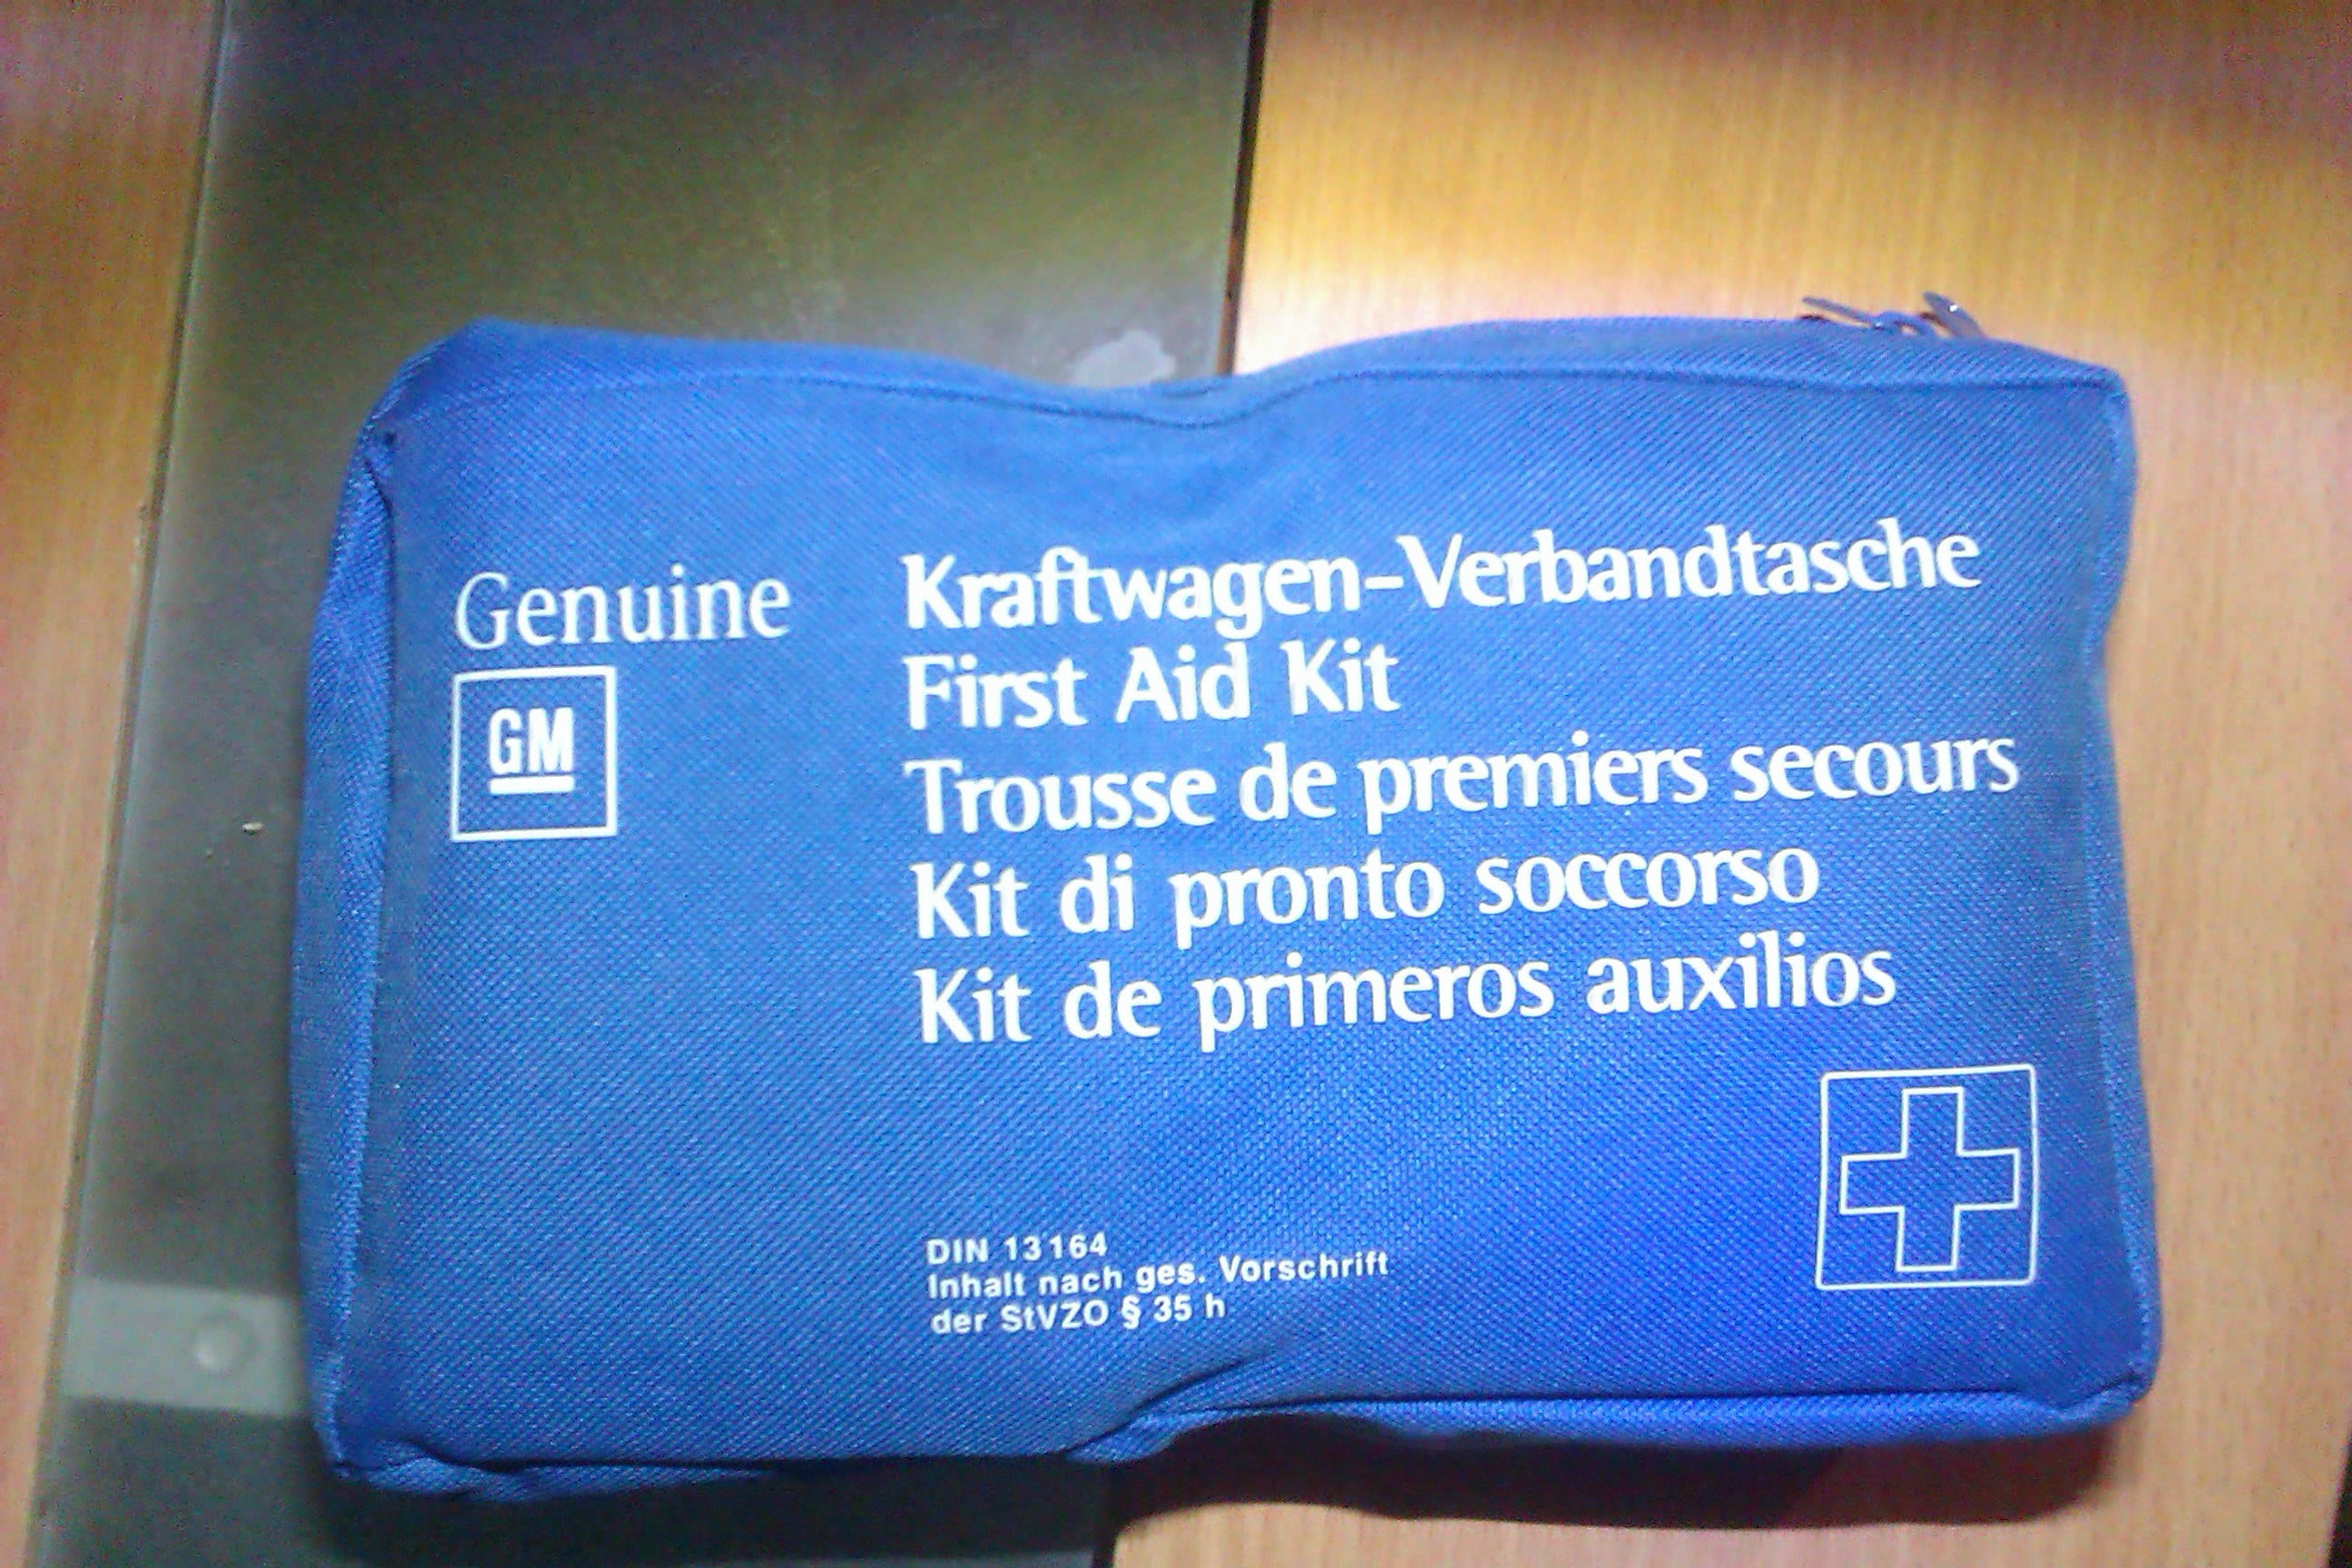 Genuine
GM
Kraftwagen-Verbandtasche
First Aid Kit
Trousse de premiers secours
Kit di pronto soccorso
Kit de primeros auxilios
DIN 13164
Inhalt nach ges. Vorschrift
der StVZO § 35 h